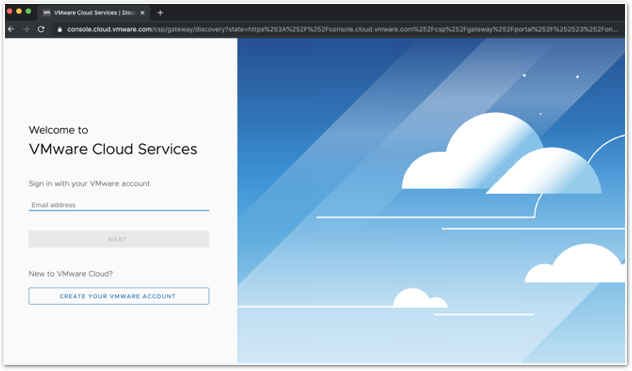 VMware Cloud Services | Disc
console.cloud.vmware.com/csp/gateway/discovery?state=https%253A%252F%252Fconsole.cloud.vmware.com%252Fcsp%252Fgateway%252Fportal%252F%252523%252Fon...
Welcome to
VMware Cloud Services
Sign in with your VMware account
Email address
NEXT
New to VMware Cloud?
CREATE YOUR VMWARE ACCOUNT